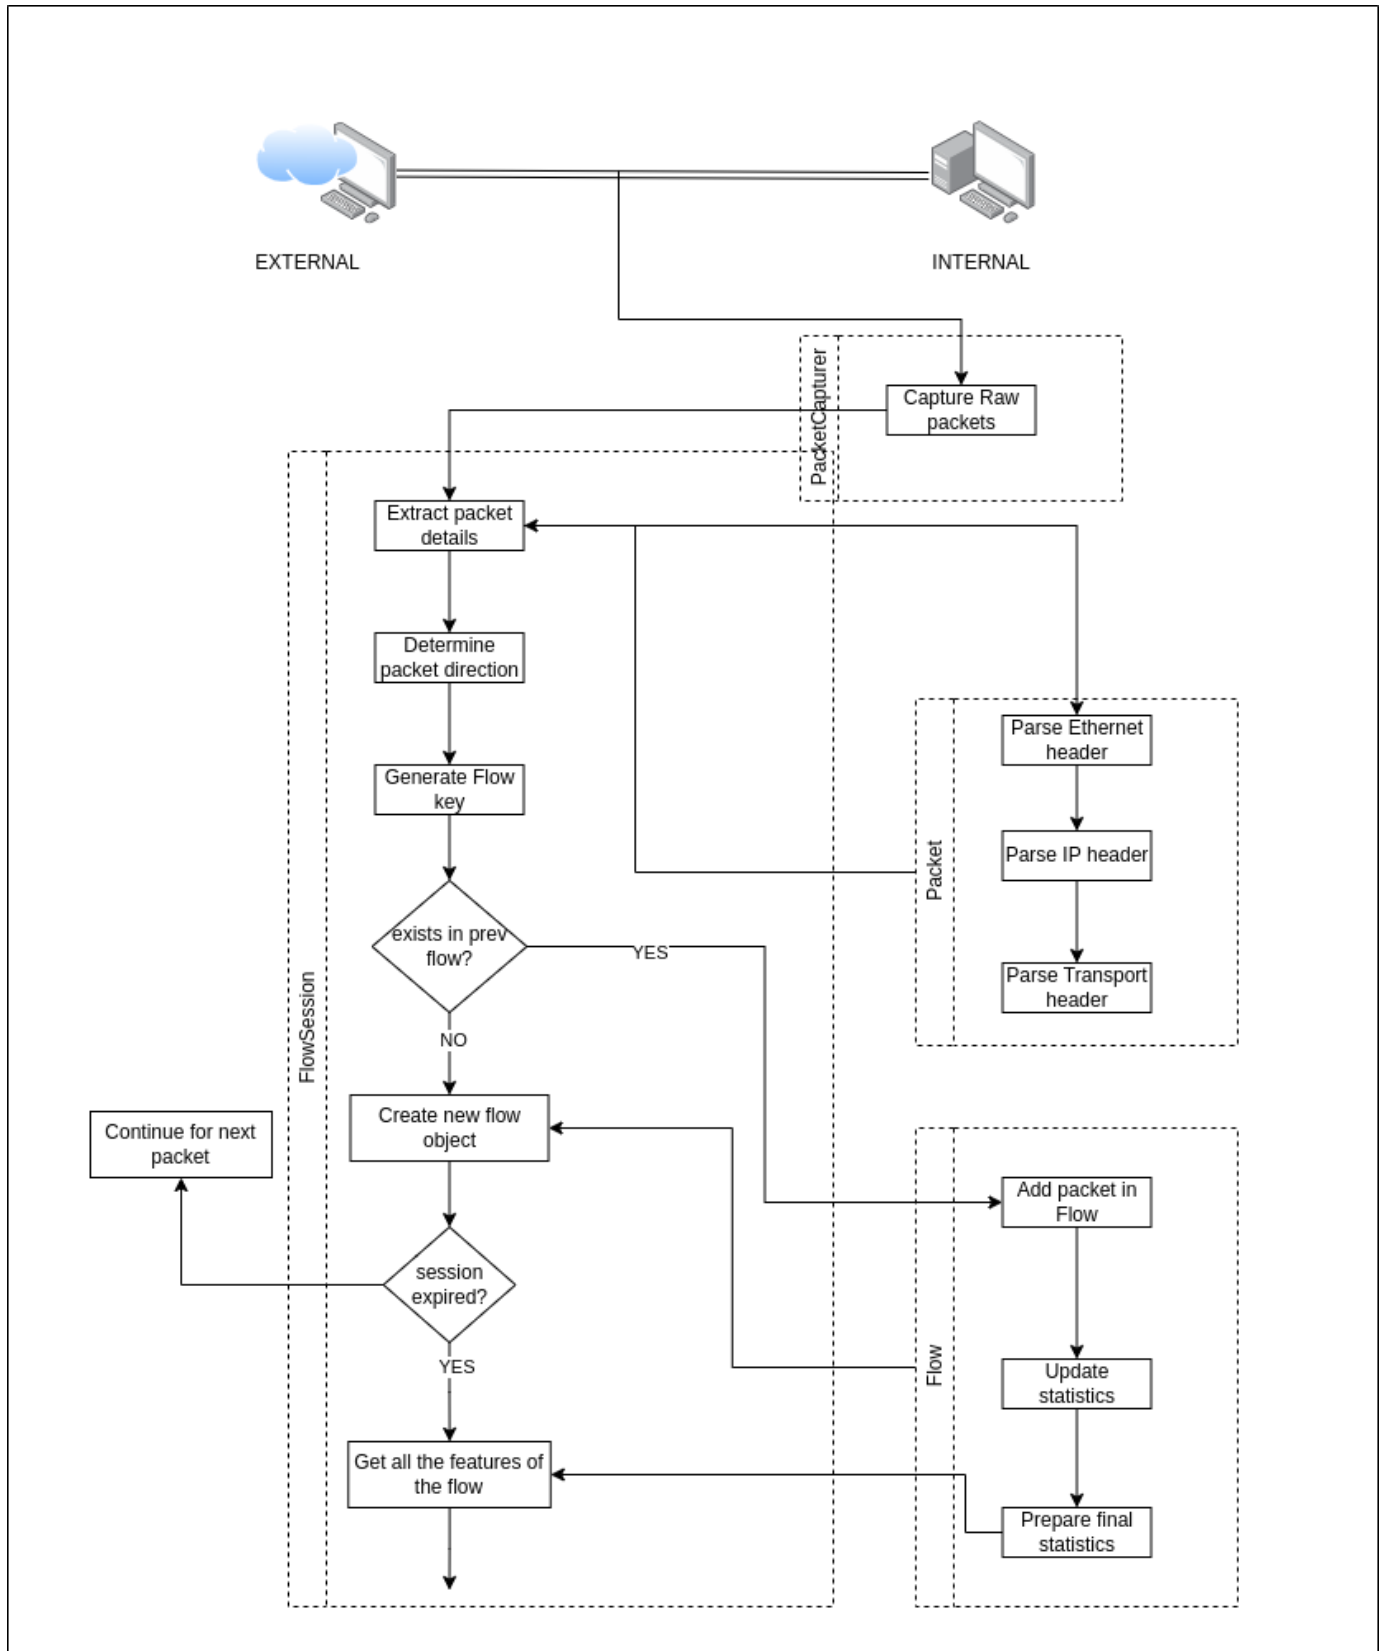 EXTERNAL
INTERNAL
PacketCapturer
Capture Raw
packets
FlowSession
Extract packet
details
Determine
packet direction
Generate Flow
key
exists in prev
flow?
YES
NO
Create new flow
object
Continue for next
packet
session
expired?
YES
Get all the features of
the flow
Packet
Parse Ethernet
header
Parse IP header
Parse Transport
header
Flow
Add packet in
Flow
Update
statistics
Prepare final
statistics